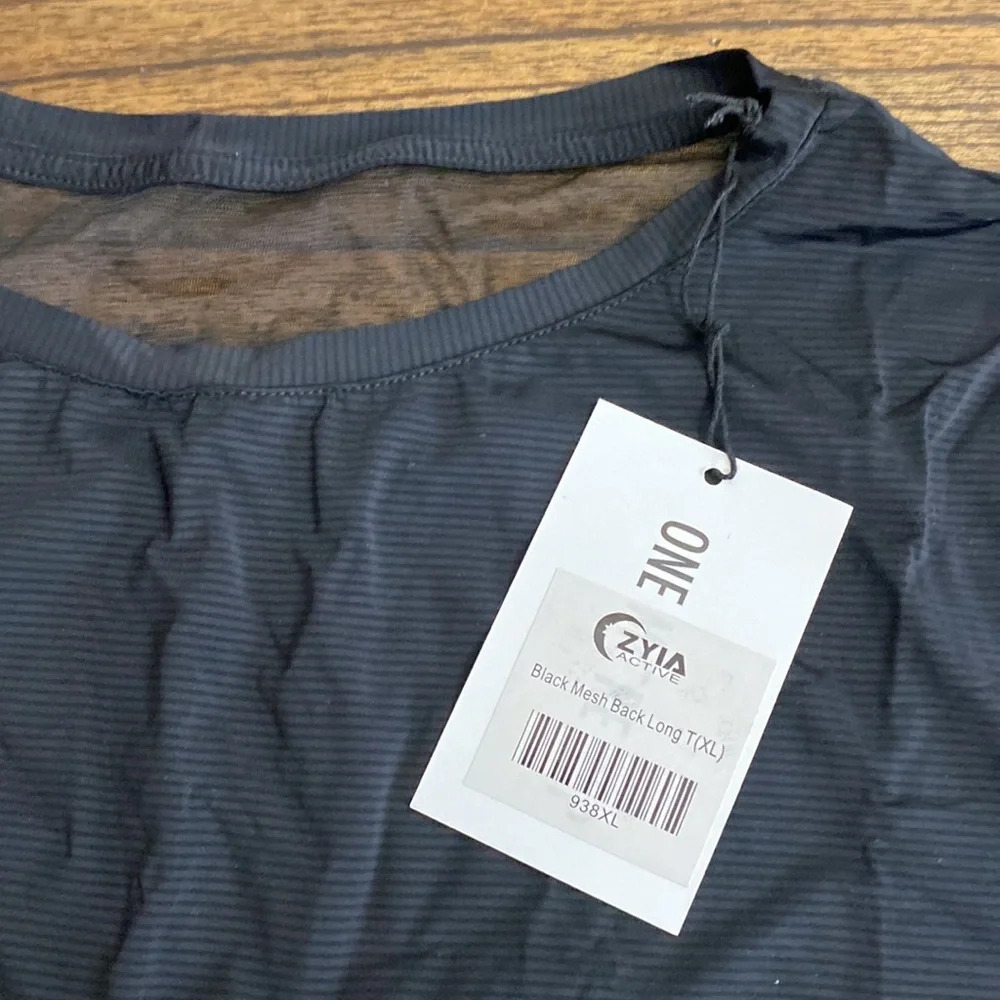 ONE
ZYIA
ACTIVE
Black Mesh Back Long T(XL)
938XL